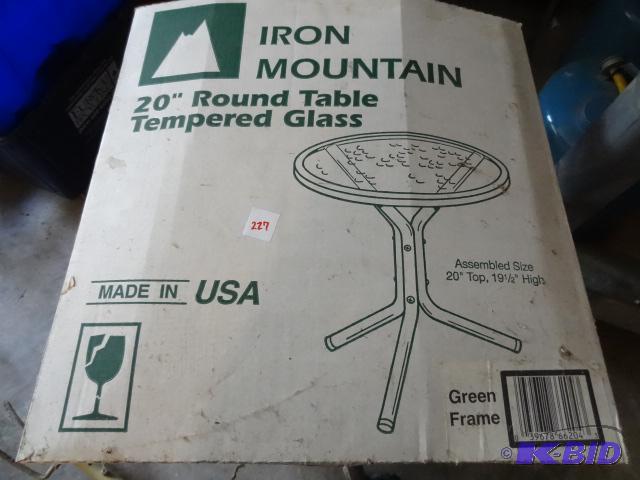 IRON
MOUNTAIN
20" Round Table
Tempered Glass
227
Assembled Size
20" Top, 19½" High
MADE IN USA
Green
Frame
© K-BID